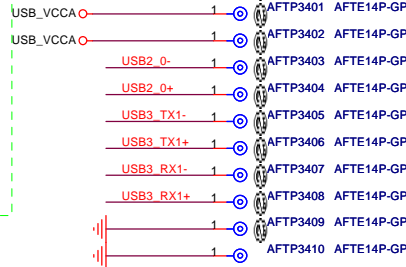 USB_VCCA 1 AFTP3401 AFTE14P-GP
USB_VCCA 1 AFTP3402 AFTE14P-GP
USB2_0- 1 AFTP3403 AFTE14P-GP
USB2_0+ 1 AFTP3404 AFTE14P-GP
USB3_TX1- 1 AFTP3405 AFTE14P-GP
USB3_TX1+ 1 AFTP3406 AFTE14P-GP
USB3_RX1- 1 AFTP3407 AFTE14P-GP
USB3_RX1+ 1 AFTP3408 AFTE14P-GP
1 AFTP3409 AFTE14P-GP
1 AFTP3410 AFTE14P-GP